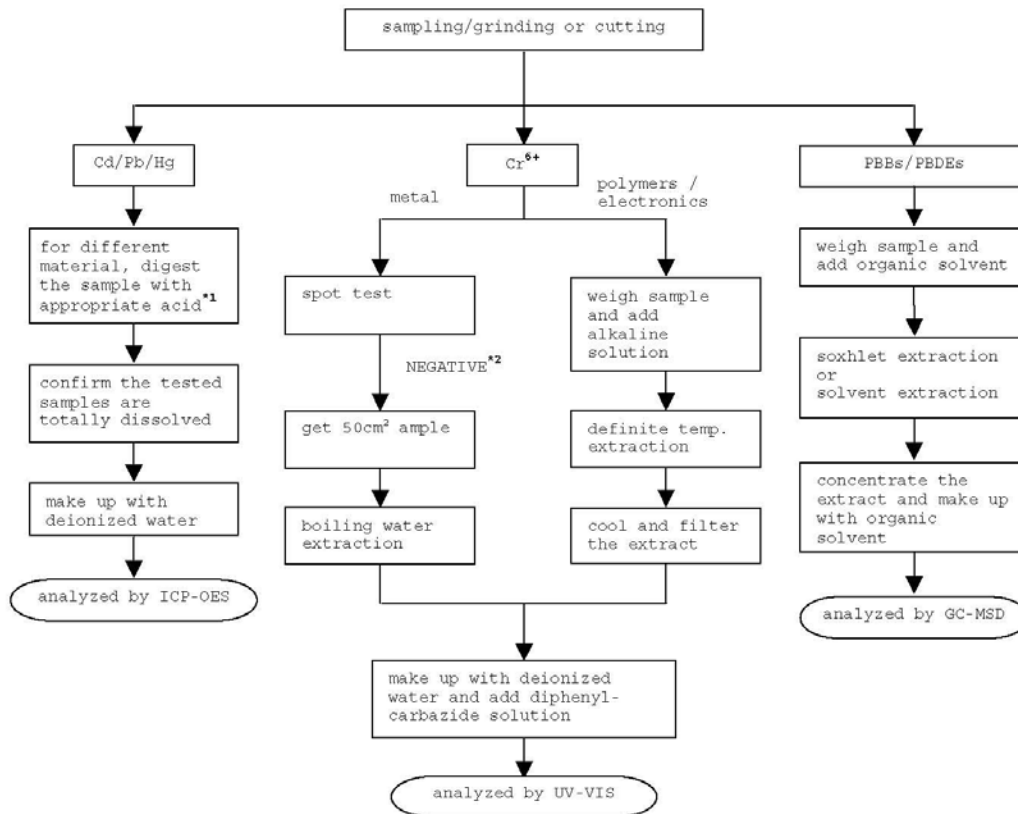 sampling/grinding or cutting
Cd/Pb/Hg
for different
material, digest
the sample with
appropriate acid*1
confirm the tested
samples are
totally dissolved
make up with
deionized water
analyzed by ICP-OES
Cr6+
metal
spot test
NEGATIVE*2
get 50cm² ample
boiling water
extraction
polymers /
electronics
weigh sample
and add
alkaline
solution
definite temp.
extraction
cool and filter
the extract
make up with deionized
water and add diphenyl-
carbazide solution
analyzed by UV-VIS
PBBs/PBDEs
weigh sample and
add organic solvent
soxhlet extraction
or
solvent extraction
concentrate the
extract and make up
with organic
solvent
analyzed by GC-MSD